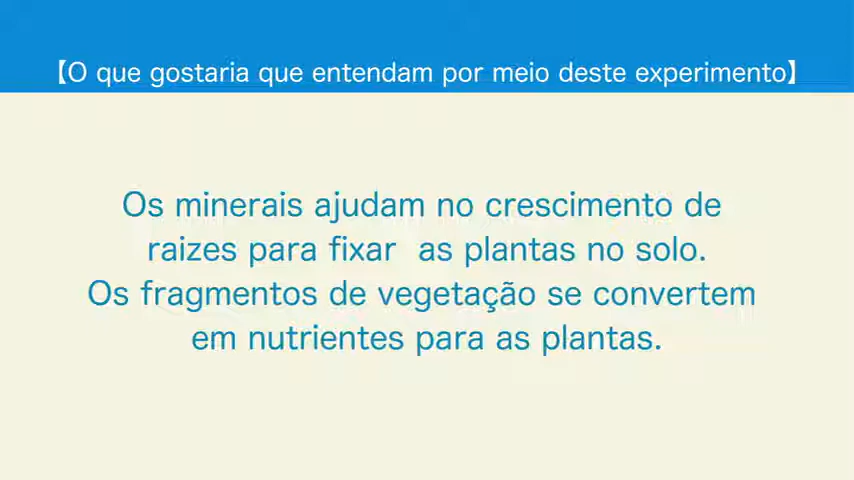 【O que gostaria que entendam por meio deste experimento】
Os minerais ajudam no crescimento de
raizes para fixar  as plantas no solo.
Os fragmentos de vegetação se convertem
em nutrientes para as plantas.